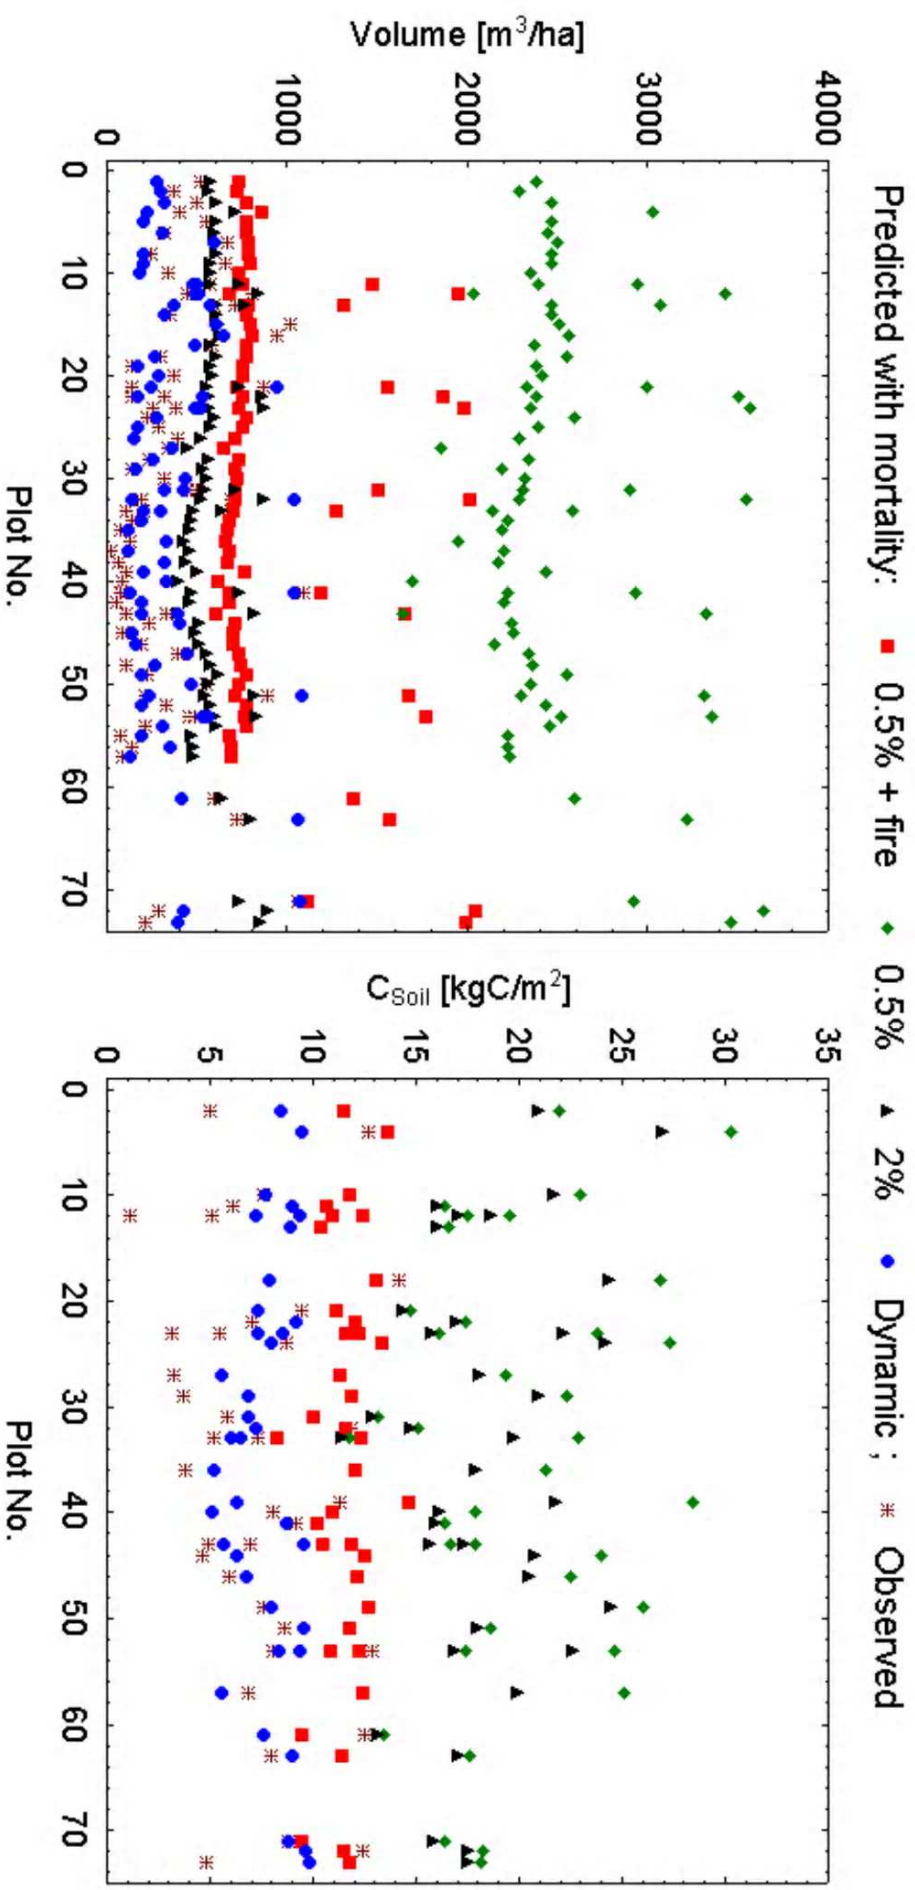 Predicted with mortality: 0.5% + fire 0.5% 2% Dynamic ; Observed
Volume [m³/ha]
4000
3000
2000
1000
0
0 10 20 30 40 50 60 70
Plot No.
C_Soil [kgC/m²]
35
30
25
20
15
10
5
0
0 10 20 30 40 50 60 70
Plot No.